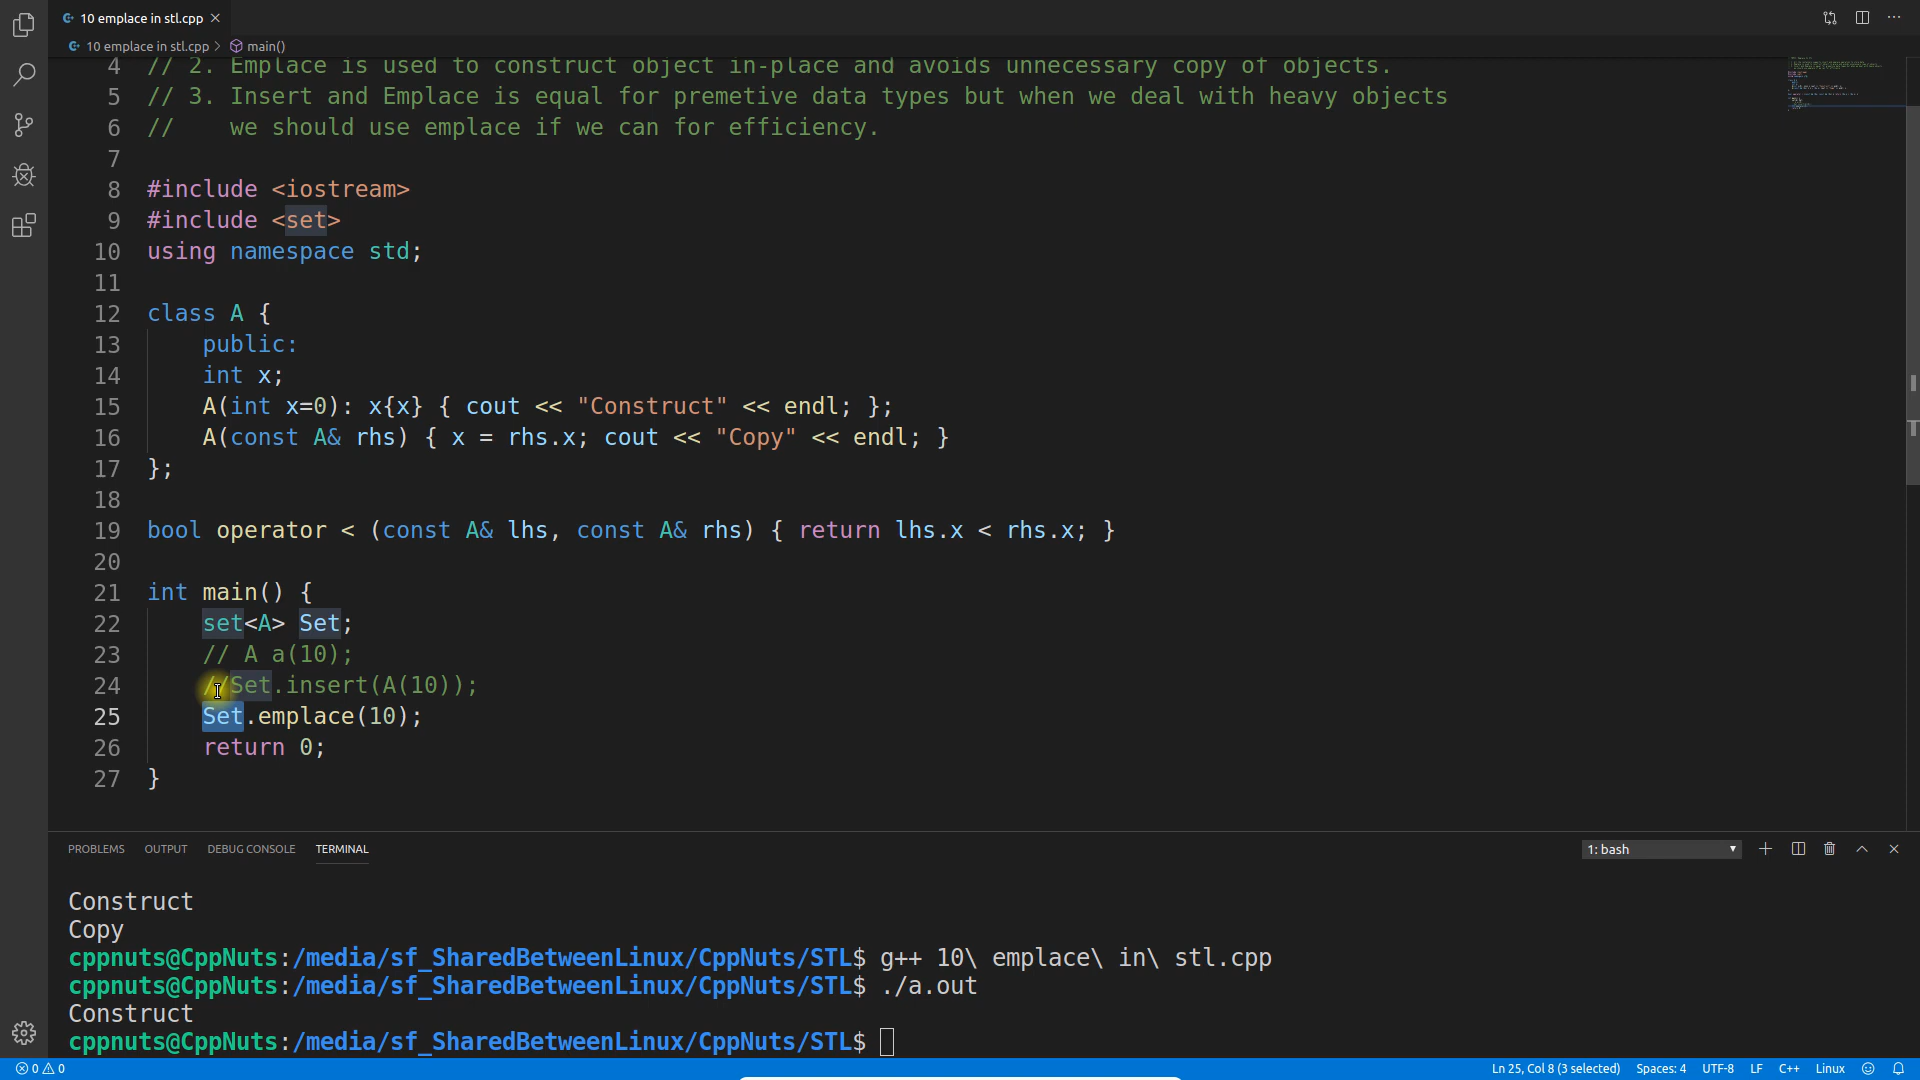 10 emplace in stl.cpp
10 emplace in stl.cpp > main()
4 // 2. Emplace is used to construct object in-place and avoids unnecessary copy of objects.
5 // 3. Insert and Emplace is equal for premetive data types but when we deal with heavy objects
6 // we should use emplace if we can for efficiency.
7
8 #include <iostream>
9 #include <set>
10 using namespace std;
11
12 class A {
13 public:
14 int x;
15 A(int x=0): x{x} { cout << "Construct" << endl; };
16 A(const A& rhs) { x = rhs.x; cout << "Copy" << endl; }
17 };
18
19 bool operator < (const A& lhs, const A& rhs) { return lhs.x < rhs.x; }
20
21 int main() {
22 set<A> Set;
23 // A a(10);
24 //Set.insert(A(10));
25 Set.emplace(10);
26 return 0;
27 }
PROBLEMS OUTPUT DEBUG CONSOLE TERMINAL 1: bash
Construct
Copy
cppnuts@CppNuts:/media/sf_SharedBetweenLinux/CppNuts/STL$ g++ 10\ emplace\ in\ stl.cpp
cppnuts@CppNuts:/media/sf_SharedBetweenLinux/CppNuts/STL$ ./a.out
Construct
cppnuts@CppNuts:/media/sf_SharedBetweenLinux/CppNuts/STL$
0 0 Ln 25, Col 8 (3 selected) Spaces: 4 UTF-8 LF C++ Linux